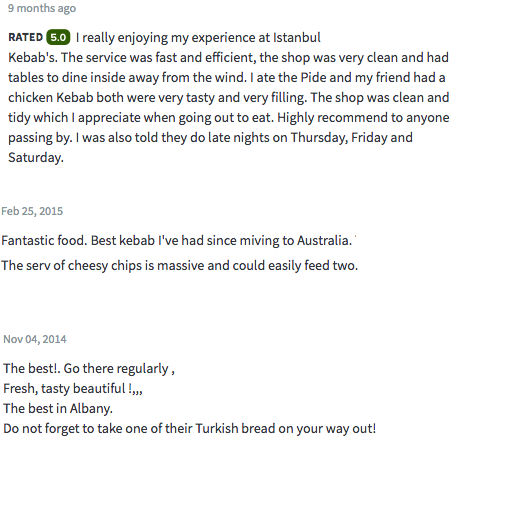 9 months ago
RATED 5.0 I really enjoying my experience at Istanbul
Kebab's. The service was fast and efficient, the shop was very clean and had
tables to dine inside away from the wind. I ate the Pide and my friend had a
chicken Kebab both were very tasty and very filling. The shop was clean and
tidy which I appreciate when going out to eat. Highly recommend to anyone
passing by. I was also told they do late nights on Thursday, Friday and
Saturday.
Feb 25, 2015
Fantastic food. Best kebab I've had since miving to Australia.
The serv of cheesy chips is massive and could easily feed two.
Nov 04, 2014
The best!. Go there regularly ,
Fresh, tasty beautiful !,,,
The best in Albany.
Do not forget to take one of their Turkish bread on your way out!